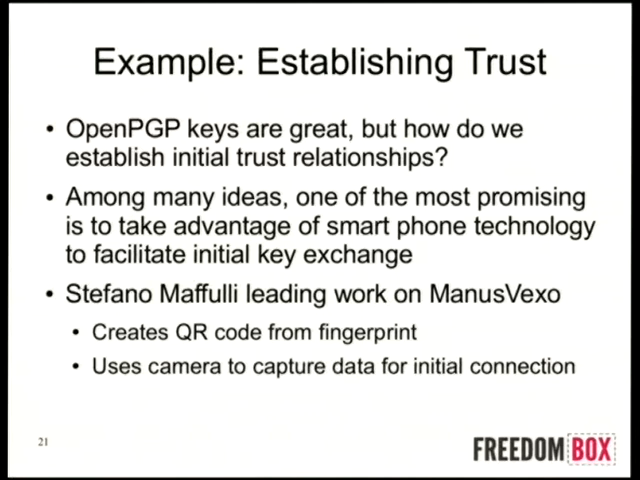 Example: Establishing Trust
• OpenPGP keys are great, but how do we
establish initial trust relationships?
• Among many ideas, one of the most promising
is to take advantage of smart phone technology
to facilitate initial key exchange
• Stefano Maffulli leading work on ManusVexo
• Creates QR code from fingerprint
• Uses camera to capture data for initial connection
21
FREEDOMBOX